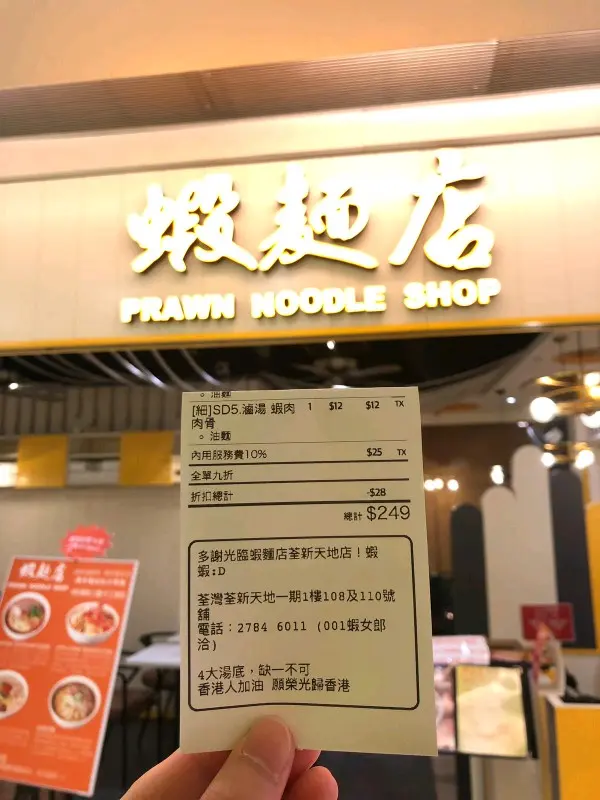 蝦麵店
PRAWN NOODLE SHOP
。油麵
[細]SD5.滷湯 蝦肉 1 $12 $12 TX
肉骨
。油麵
內用服務費10% $25 TX
全單九折
折扣總計 -$28
總計 $249
多謝光臨蝦麵店荃新天地店！蝦
蝦:D
荃灣荃新天地一期1樓108及110號
舖
電話：2784 6011 (001蝦女郎
洽)
4大湯底，缺一不可
香港人加油 願榮光歸香港
蝦麵店
PRAWN NOODLE SHOP